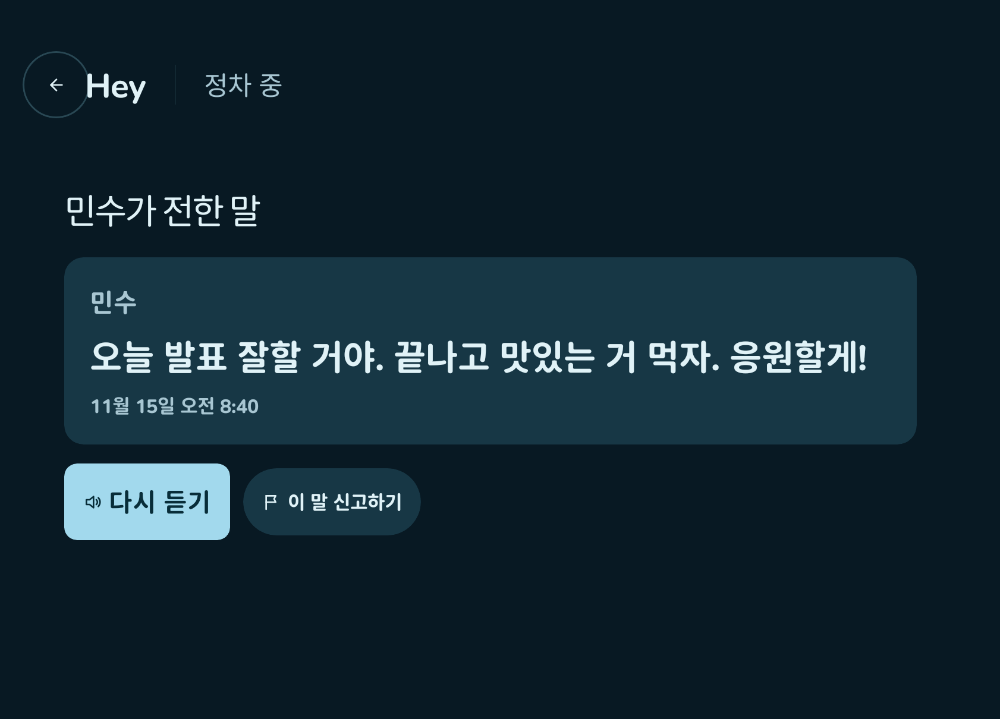 Hey
정차 중
민수가 전한 말
민수
오늘 발표 잘할 거야. 끝나고 맛있는 거 먹자. 응원할게!
11월 15일 오전 8:40
다시 듣기
이 말 신고하기